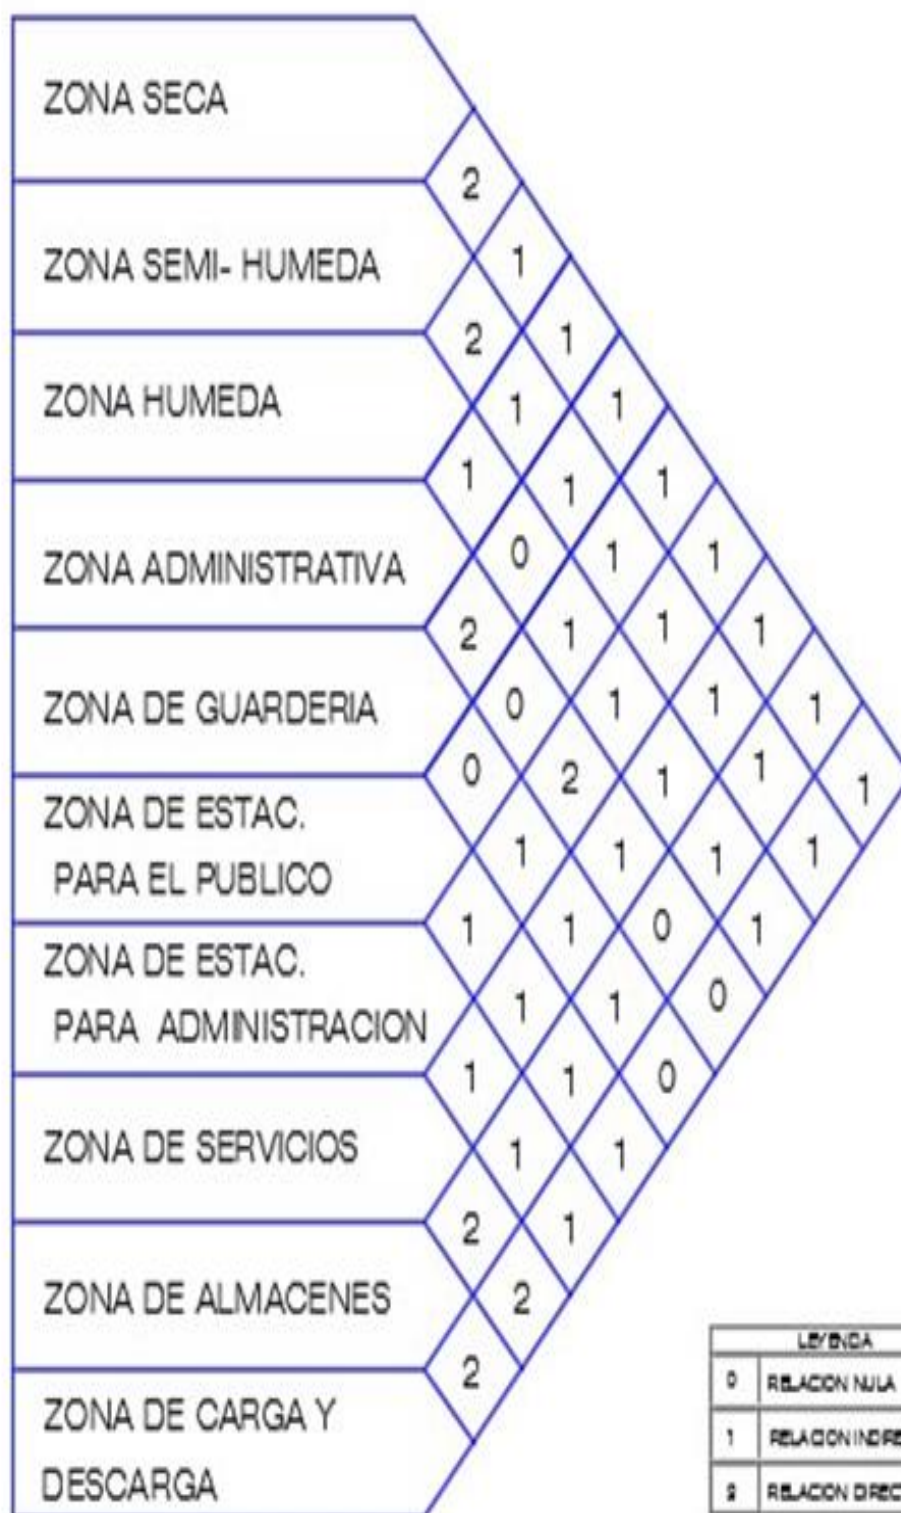 ZONA SECA
2
1
ZONA SEMI- HUMEDA
2
1
1
1
ZONA HUMEDA
1
1
1
0
1
1
ZONA ADMINISTRATIVA
2
1
1
1
0
1
1
1
ZONA DE GUARDERIA
0
2
1
1
1
ZONA DE ESTAC.
PARA EL PUBLICO
1
1
1
1
1
1
0
1
ZONA DE ESTAC.
PARA ADMINISTRACION
1
1
0
1
1
0
ZONA DE SERVICIOS
1
1
2
1
ZONA DE ALMACENES
2
2
ZONA DE CARGA Y
DESCARGA
LEYENDA
0 RELACION NULA
1 RELACION INDIRE
2 RELACION DIREC